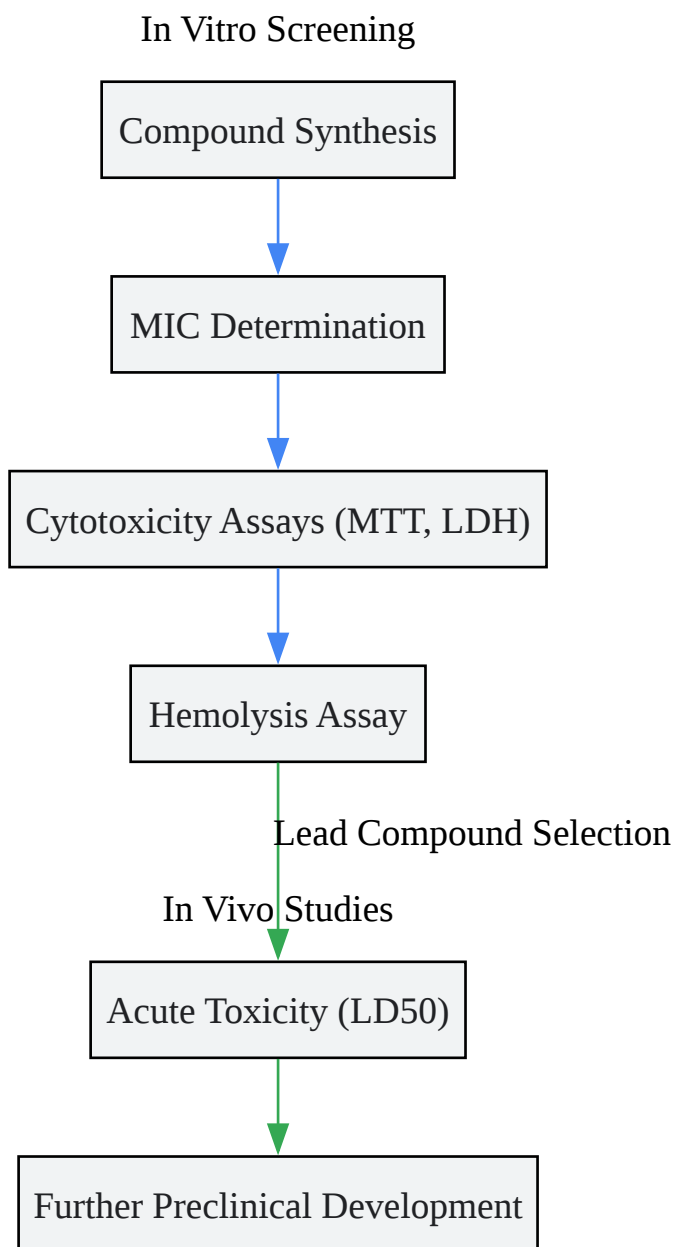 In Vitro Screening
Compound Synthesis
MIC Determination
Cytotoxicity Assays (MTT, LDH)
Hemolysis Assay
Lead Compound Selection
In Vivo Studies
Acute Toxicity (LD50)
Further Preclinical Development